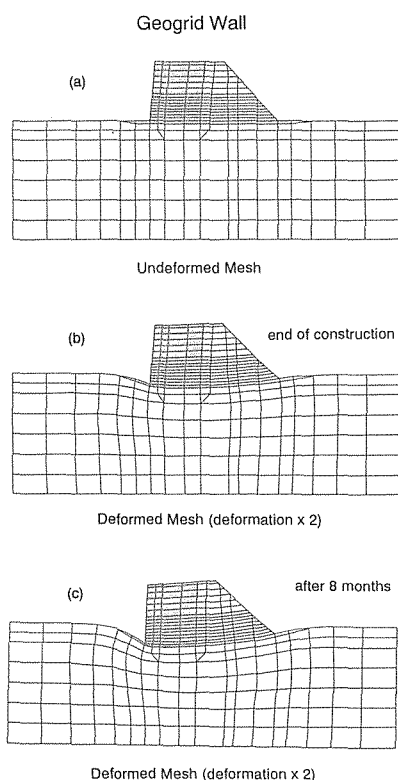 Geogrid Wall
(a)
Undeformed Mesh
(b)
end of construction
Deformed Mesh (deformation x 2)
(c)
after 8 months
Deformed Mesh (deformation x 2)